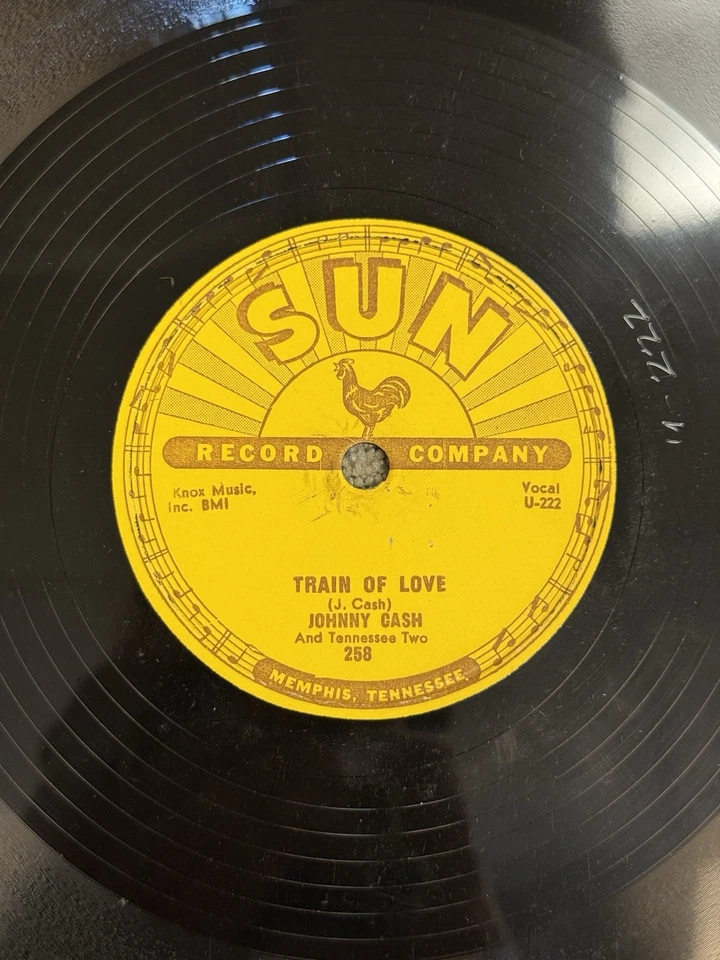 SUN
RECORD COMPANY
Knox Music,
Inc. BMI
Vocal
U-222
TRAIN OF LOVE
(J. Cash)
JOHNNY CASH
And Tennessee Two
258
MEMPHIS, TENNESSEE
U-222